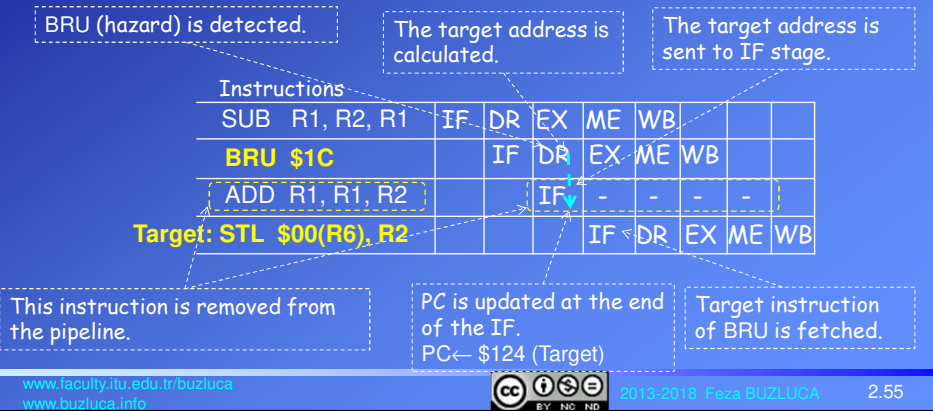 BRU (hazard) is detected.
The target address is
calculated.
The target address is
sent to IF stage.
Instructions
SUB R1, R2, R1 IF DR EX ME WB
BRU $1C IF DR EX ME WB
ADD R1, R1, R2 IF - - - -
Target: STL $00(R6), R2 IF DR EX ME WB
This instruction is removed from
the pipeline.
PC is updated at the end
of the IF.
PC← $124 (Target)
Target instruction
of BRU is fetched.
www.faculty.itu.edu.tr/buzluca
www.buzluca.info
cc BY NC ND
2013-2018 Feza BUZLUCA 2.55